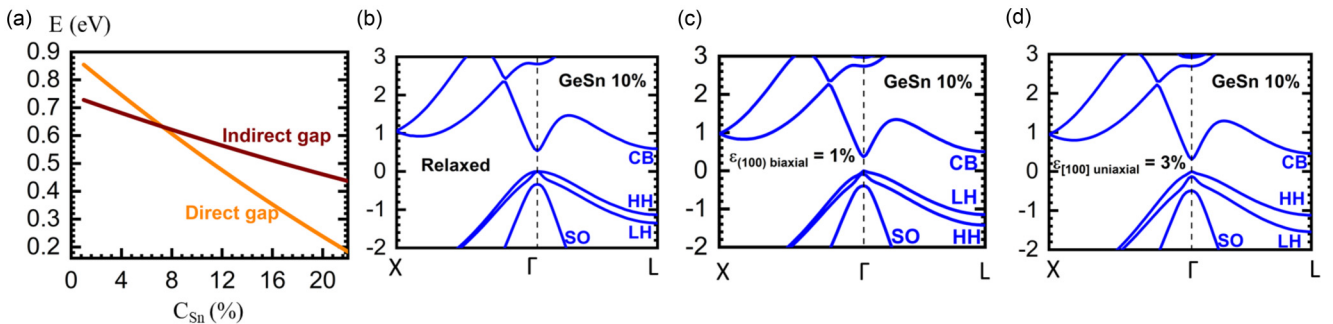 (a)
E (eV)
0.9
0.8
0.7
0.6
0.5
0.4
0.3
0.2
Indirect gap
Direct gap
0 4 8 12 16 20
C_Sn (%)
(b)
3
2
1
0
-1
-2
GeSn 10%
Relaxed
CB
HH
LH
SO
X Γ L
(c)
3
2
1
0
-1
-2
GeSn 10%
ε(100) biaxial = 1%
CB
LH
HH
SO
X Γ L
(d)
3
2
1
0
-1
-2
GeSn 10%
ε[100] uniaxial = 3%
CB
HH
LH
SO
X Γ L